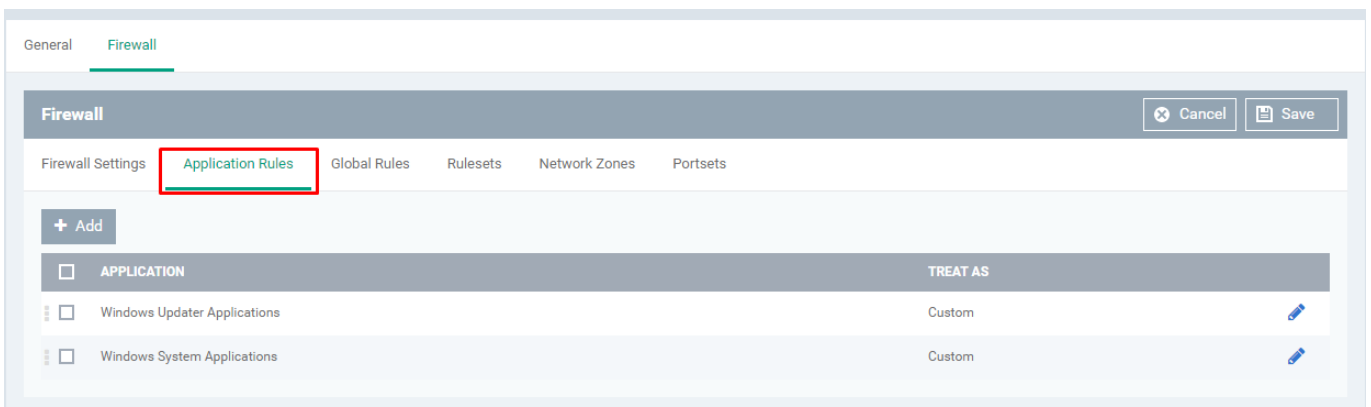 General Firewall
Firewall Cancel Save
Firewall Settings Application Rules Global Rules Rulesets Network Zones Portsets
+ Add
APPLICATION TREAT AS
Windows Updater Applications Custom
Windows System Applications Custom